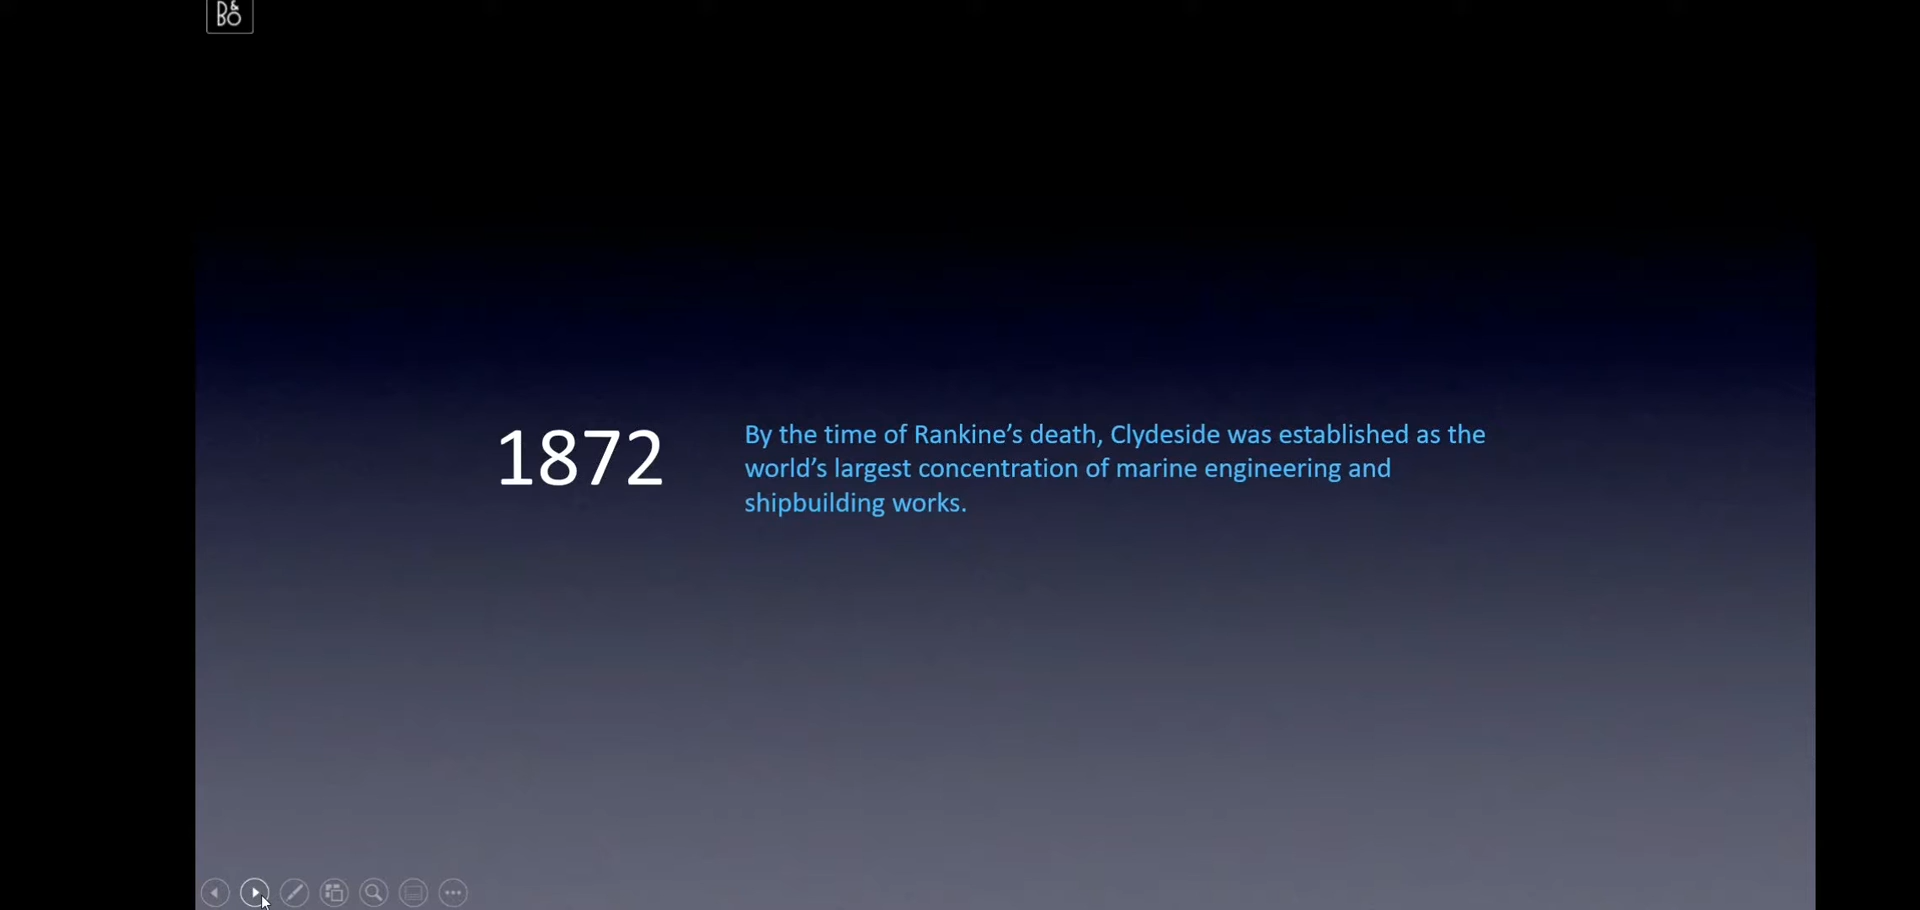 B&O
1872
By the time of Rankine’s death, Clydeside was established as the
world’s largest concentration of marine engineering and
shipbuilding works.